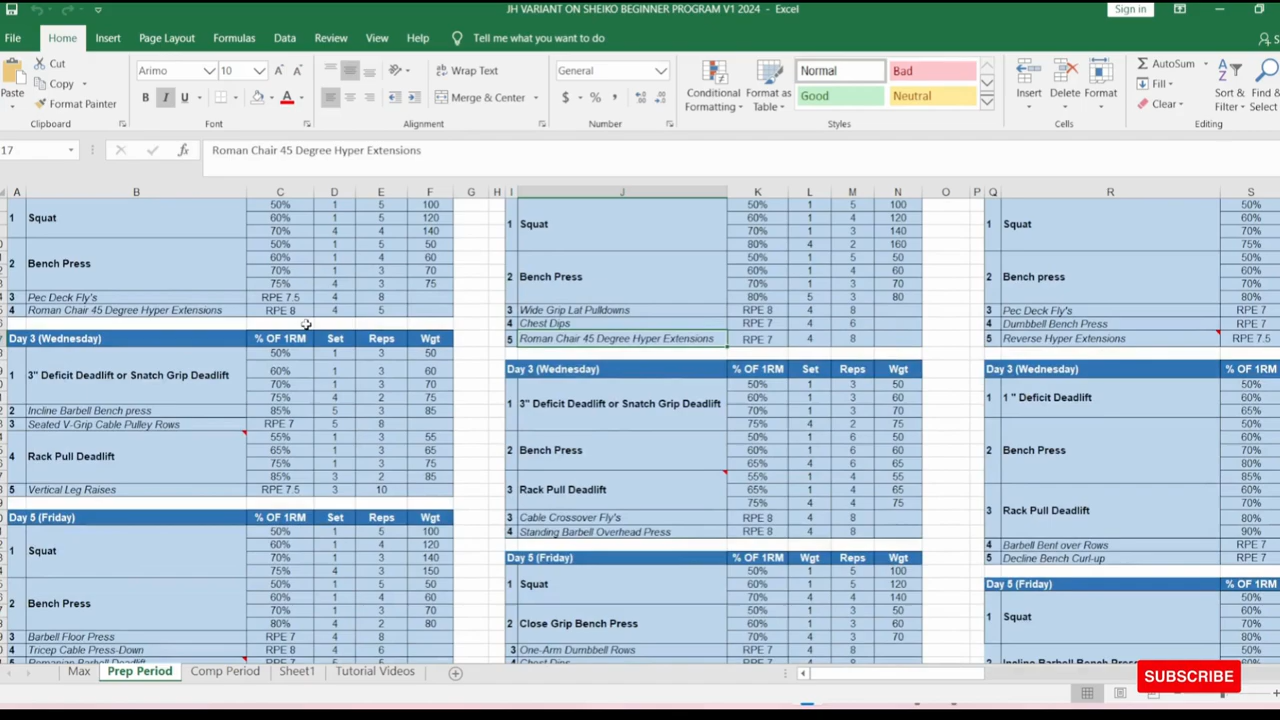 JH VARIANT ON SHEIKO BEGINNER PROGRAM V1 2024 - Excel Sign in
File Home Insert Page Layout Formulas Data Review View Help Tell me what you want to do
Paste Cut Copy Format Painter Clipboard
Arimo 10 B I U Font
Wrap Text Merge & Center Alignment
General $ % Number
Conditional Formatting Format as Table Normal Bad Good Neutral Styles
Insert Delete Format Cells
AutoSum Fill Clear Sort & Filter Find & Select Editing
17 fx Roman Chair 45 Degree Hyper Extensions
A B C D E F G H I J K L M N O P Q R S
50% 1 5 100
1 Squat 60% 1 5 120
70% 4 4 140
50% 1 5 50
2 Bench Press 60% 1 4 60
70% 1 3 70
75% 4 3 75
3 Pec Deck Fly's RPE 7.5 4 8
4 Roman Chair 45 Degree Hyper Extensions RPE 8 4 5
Day 3 (Wednesday) % OF 1RM Set Reps Wgt
50% 1 3 50
1 3" Deficit Deadlift or Snatch Grip Deadlift 60% 1 3 60
70% 1 3 70
75% 4 2 75
2 Incline Barbell Bench press 85% 5 3 85
3 Seated V-Grip Cable Pulley Rows RPE 7 5 8
55% 1 3 55
4 Rack Pull Deadlift 65% 1 3 65
75% 1 3 75
85% 3 2 85
5 Vertical Leg Raises RPE 7.5 3 10
Day 5 (Friday) % OF 1RM Set Reps Wgt
50% 1 5 100
1 Squat 60% 1 4 120
70% 1 3 140
75% 4 3 150
50% 1 5 50
2 Bench Press 60% 1 4 60
70% 1 3 70
80% 4 2 80
3 Barbell Floor Press RPE 7 4 8
4 Tricep Cable Press-Down RPE 7 4 6
5 Romanian Barbell Deadlift RPE 7 5 5
50% 1 5 100
1 Squat 60% 1 4 120
70% 1 3 140
80% 4 2 160
50% 1 5 50
2 Bench Press 60% 1 4 60
70% 1 3 70
80% 5 3 80
3 Wide Grip Lat Pulldowns RPE 8 4 8
4 Chest Dips RPE 7 4 6
5 Roman Chair 45 Degree Hyper Extensions RPE 7 4 8
Day 3 (Wednesday) % OF 1RM Set Reps Wgt
50% 1 3 50
1 3" Deficit Deadlift or Snatch Grip Deadlift 60% 1 3 60
70% 1 3 70
75% 4 2 75
50% 1 6 50
2 Bench Press 60% 1 6 60
65% 4 6 65
55% 1 4 55
3 Rack Pull Deadlift 65% 1 4 65
75% 4 4 75
3 Cable Crossover Fly's RPE 8 4 8
4 Standing Barbell Overhead Press RPE 8 4 8
Day 5 (Friday) % OF 1RM Wgt Reps Wgt
50% 1 5 100
1 Squat 60% 1 5 120
70% 4 4 140
50% 1 3 50
2 Close Grip Bench Press 60% 1 3 60
70% 4 3 70
3 One-Arm Dumbbell Rows RPE 7 4 8
4 Chest Dips RPE 7 4 6
50%
1 Squat 60%
70%
75%
50%
2 Bench press 60%
70%
80%
3 Pec Deck Fly's RPE 7
4 Dumbbell Bench Press RPE 7
5 Reverse Hyper Extensions RPE 7.5
Day 3 (Wednesday) % OF 1R
50%
1 1 " Deficit Deadlift 60%
65%
50%
60%
2 Bench Press 70%
80%
85%
60%
70%
3 Rack Pull Deadlift 80%
90%
4 Barbell Bent over Rows RPE 7
5 Decline Bench Curl-up RPE 7
Day 5 (Friday) % OF 1R
50%
1 Squat 60%
70%
80%
50%
2 Incline Barbell Bench Press 60%
Max Prep Period Comp Period Sheet1 Tutorial Videos
SUBSCRIBE